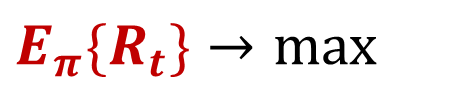 E_π{R_t} → max